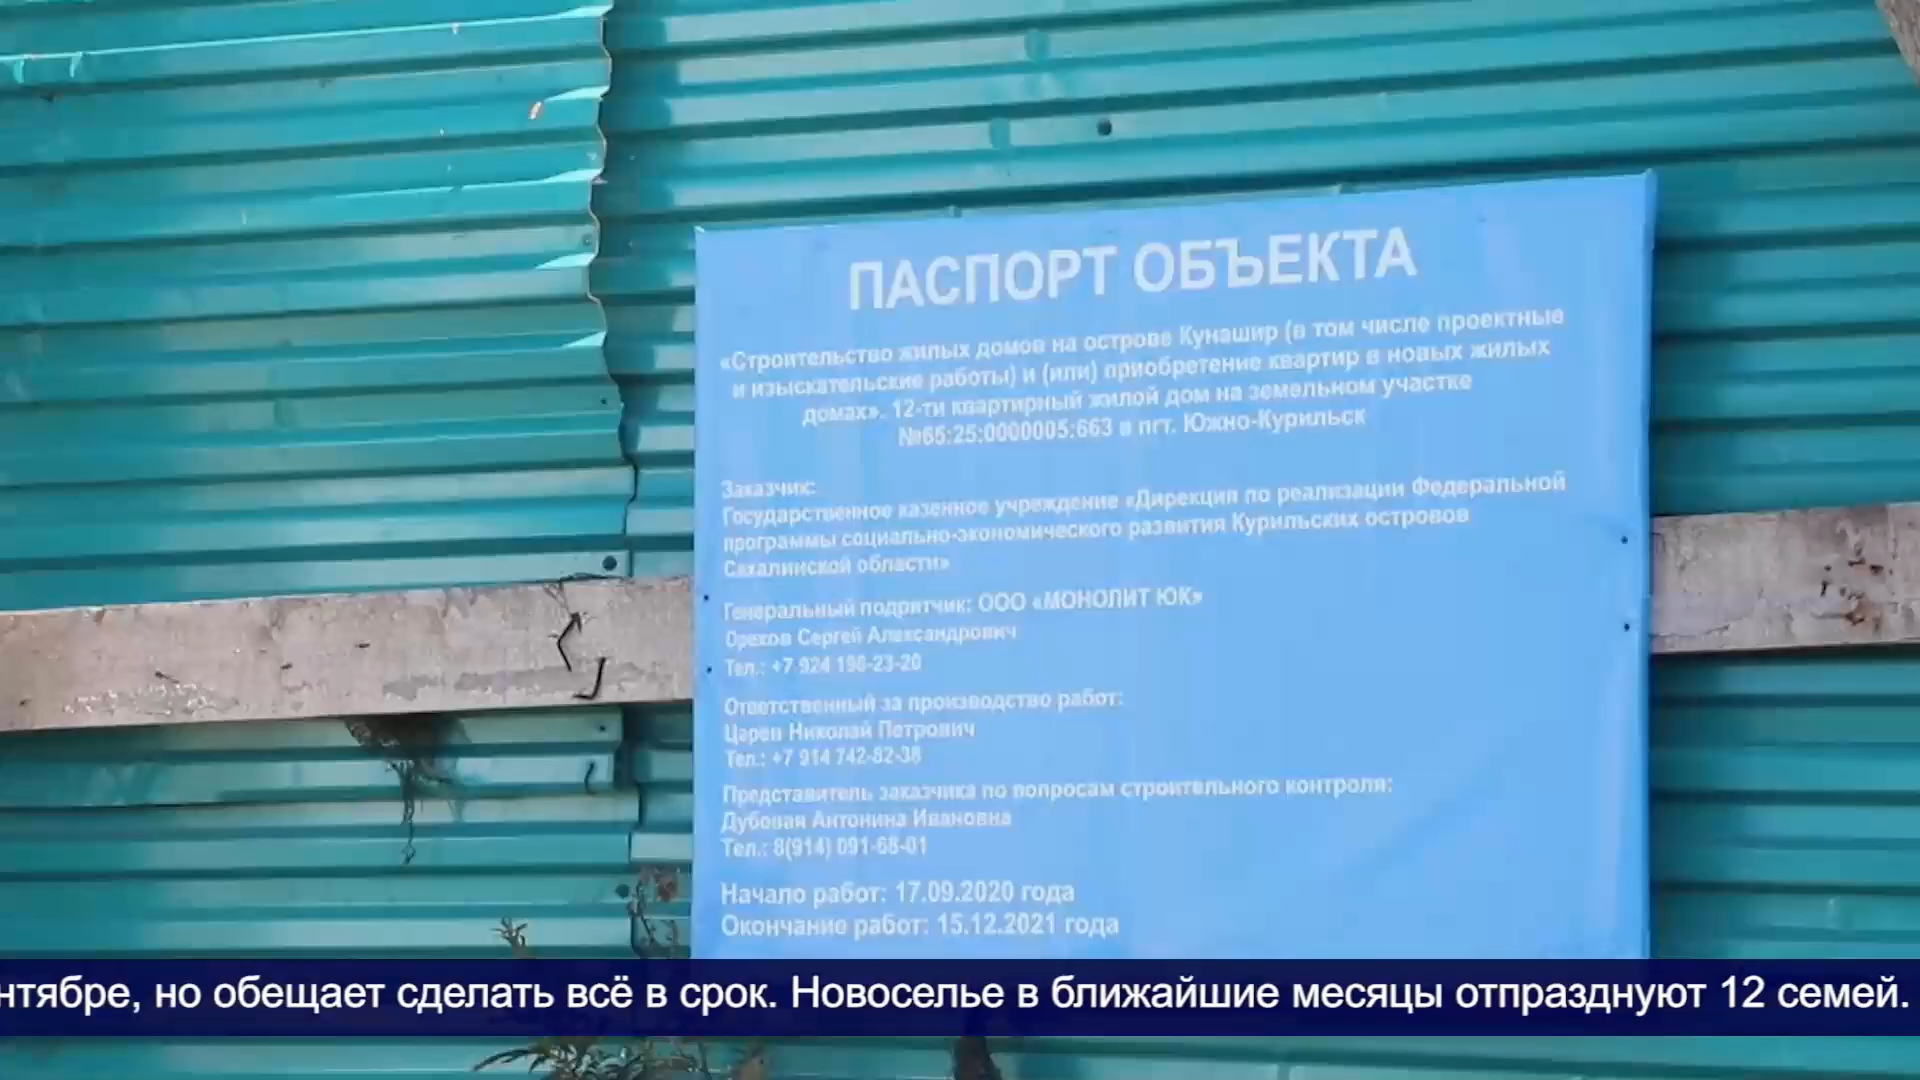 ПАСПОРТ ОБЪЕКТА
«Строительство жилых домов на острове Кунашир (в том числе проектные
и изыскательские работы) и (или) приобретение квартир в новых жилых
домах». 12-ти квартирный жилой дом на земельном участке
№65:25:0000005:663 в пгт. Южно-Курильск
Заказчик:
Государственное казенное учреждение «Дирекция по реализации Федеральной
программы социально-экономического развития Курильских островов
Сахалинской области»
Генеральный подрятчик: ООО «МОНОЛИТ ЮК»
Орехов Сергей Александрович
Тел.: +7 924 196-23-20
Ответственный за производство работ:
Царен Николай Петрович
Тел.: +7 914 742-82-38
Представитель заказчика по вопросам строительного контроля:
Дубовая Антонина Ивановна
Тел.: 8(914) 091-68-01
Начало работ: 17.09.2020 года
Окончание работ: 15.12.2021 года
нтябре, но обещает сделать всё в срок. Новоселье в ближайшие месяцы отпразднуют 12 семей.